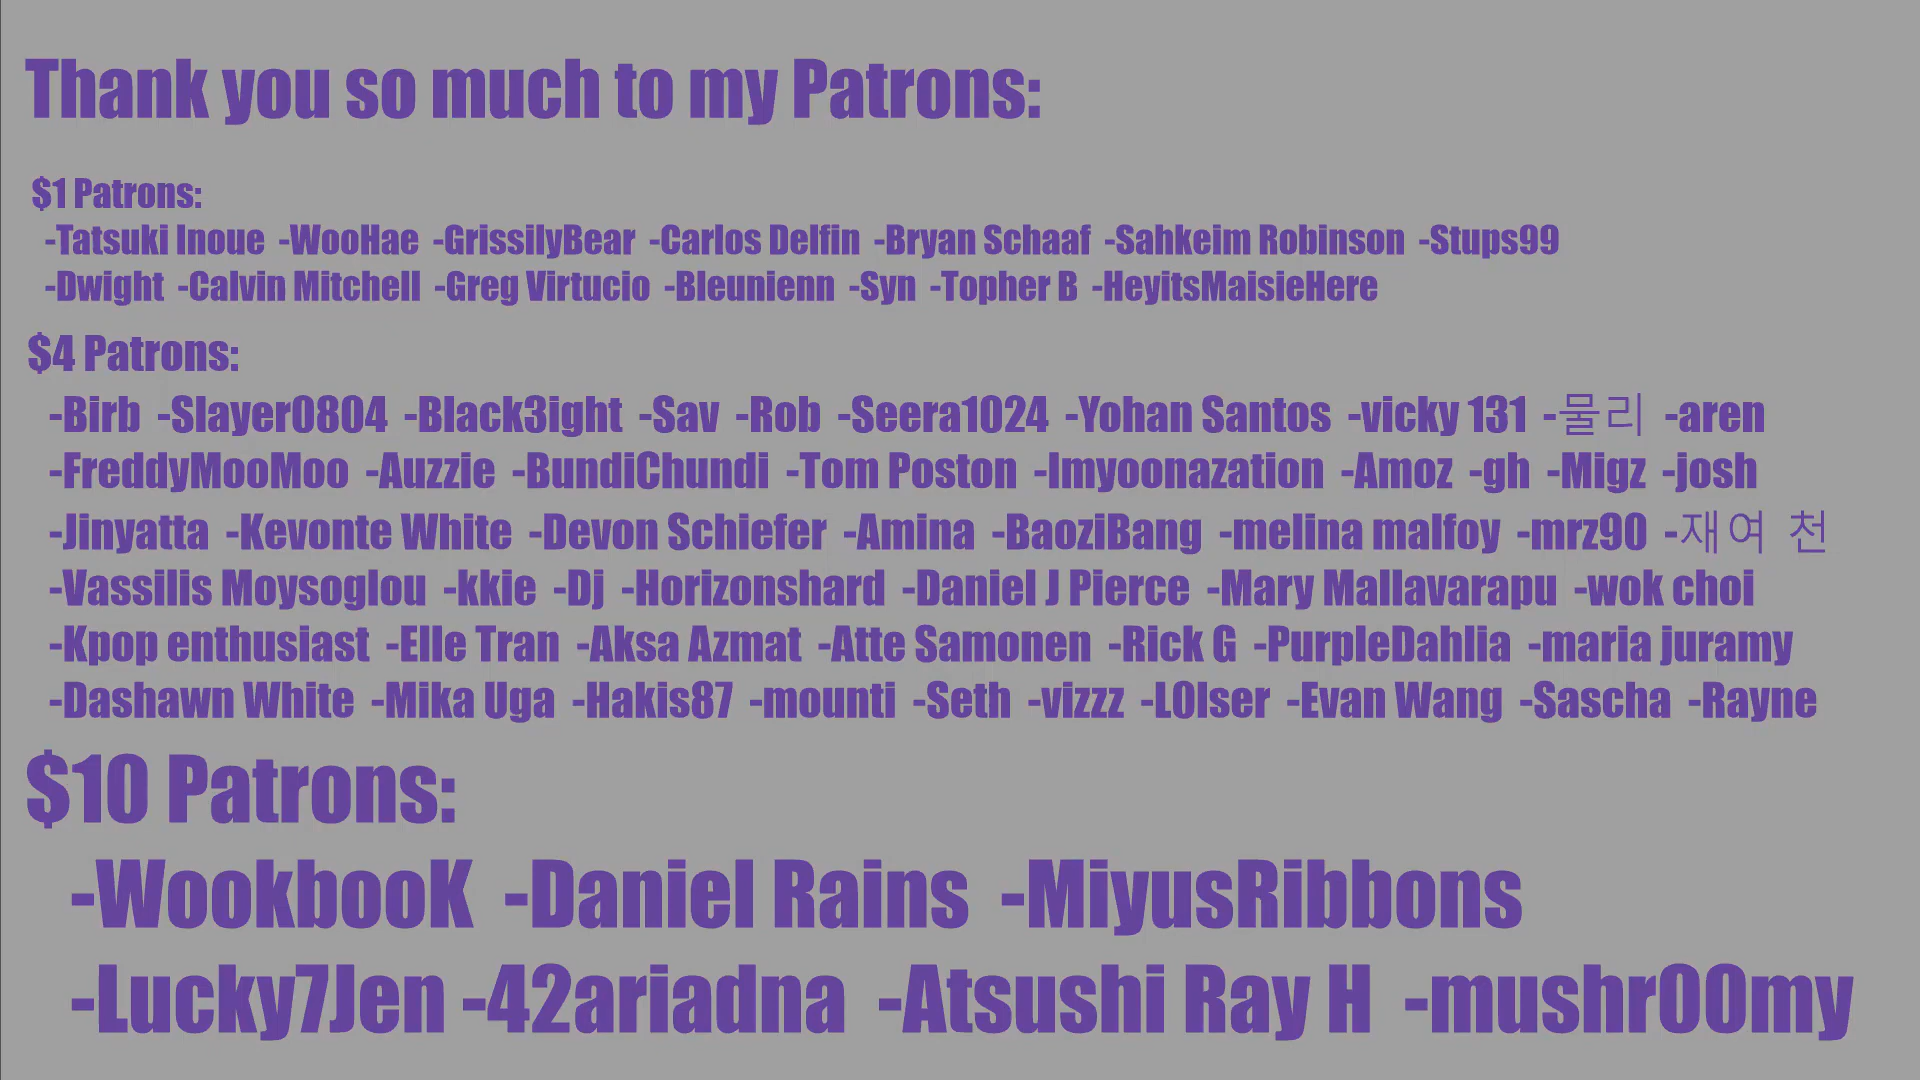 Thank you so much to my Patrons:
$1 Patrons:
-Tatsuki Inoue -WooHae -GrissilyBear -Carlos Delfin -Bryan Schaaf -Sahkeim Robinson -Stups99
-Dwight -Calvin Mitchell -Greg Virtucio -Bleunienn -Syn -Topher B -HeyitsMaisieHere
$4 Patrons:
-Birb -Slayer0804 -Black3ight -Sav -Rob -Seera1024 -Yohan Santos -vicky 131 -물리 -aren
-FreddyMooMoo -Auzzie -BundiChundi -Tom Poston -Imyoonazation -Amoz -gh -Migz -josh
-Jinyatta -Kevonte White -Devon Schiefer -Amina -BaoziBang -melina malfoy -mrz90 -재여 천
-Vassilis Moysoglou -kkie -Dj -Horizonshard -Daniel J Pierce -Mary Mallavarapu -wok choi
-Kpop enthusiast -Elle Tran -Aksa Azmat -Atte Samonen -Rick G -PurpleDahlia -maria juramy
-Dashawn White -Mika Uga -Hakis87 -mounti -Seth -vizzz -L0lser -Evan Wang -Sascha -Rayne
$10 Patrons:
-WookbooK -Daniel Rains -MiyusRibbons
-Lucky7Jen -42ariadna -Atsushi Ray H -mushr00my